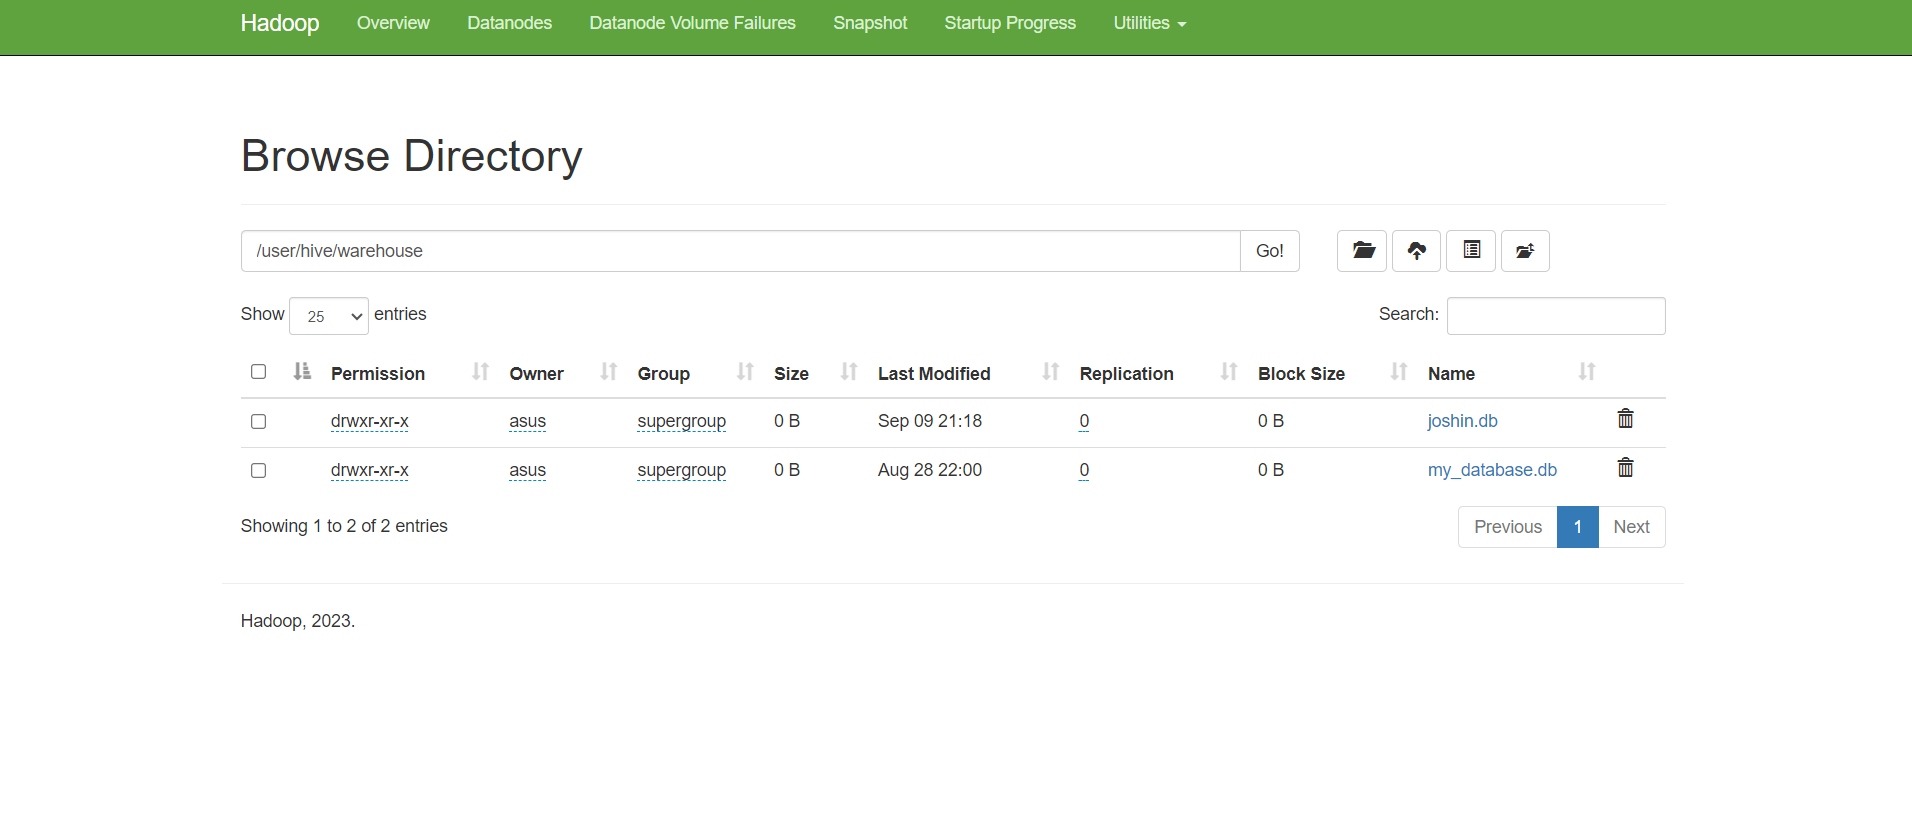 Hadoop Overview Datanodes Datanode Volume Failures Snapshot Startup Progress Utilities
Browse Directory
/user/hive/warehouse Go!
Show 25 entries Search:
Permission Owner Group Size Last Modified Replication Block Size Name
drwxr-xr-x asus supergroup 0 B Sep 09 21:18 0 0 B joshin.db
drwxr-xr-x asus supergroup 0 B Aug 28 22:00 0 0 B my_database.db
Showing 1 to 2 of 2 entries Previous 1 Next
Hadoop, 2023.